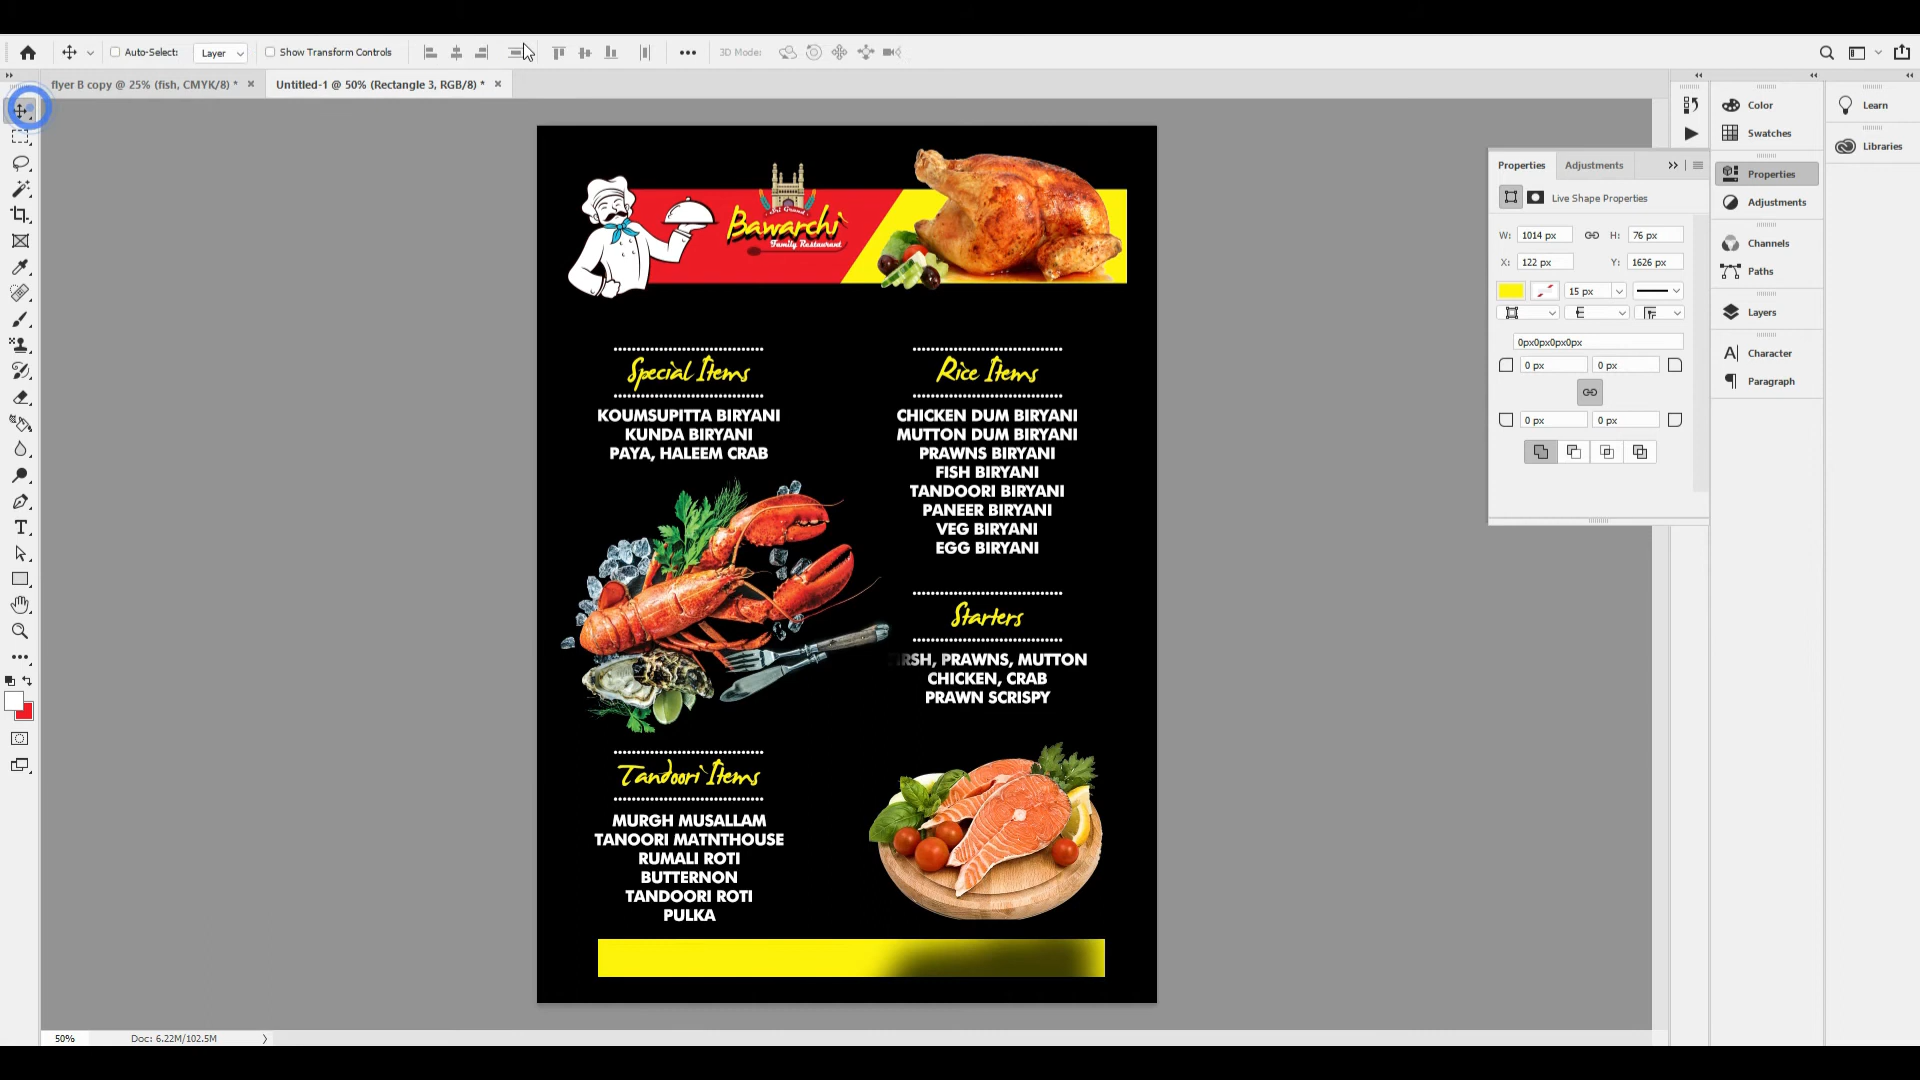 Auto-Select:
Layer
Show Transform Controls
3D Mode:
flyer B copy @ 25% (fish, CMYK/8) *
Untitled-1 @ 50% (Rectangle 3, RGB/8) *
Sri Grand
Bawarchi
Family Restaurant
Special Items
KOUMSUPITTA BIRYANI
KUNDA BIRYANI
PAYA, HALEEM CRAB
Rice Items
CHICKEN DUM BIRYANI
MUTTON DUM BIRYANI
PRAWNS BIRYANI
FISH BIRYANI
TANDOORI BIRYANI
PANEER BIRYANI
VEG BIRYANI
EGG BIRYANI
Starters
FIRSH, PRAWNS, MUTTON
CHICKEN, CRAB
PRAWN SCRISPY
Tandoori Items
MURGH MUSALLAM
TANOORI MATNTHOUSE
RUMALI ROTI
BUTTERNON
TANDOORI ROTI
PULKA
Properties
Adjustments
Live Shape Properties
W: 1014 px
H: 76 px
X: 122 px
Y: 1626 px
15 px
0px0px0px0px
0 px
0 px
0 px
0 px
Color
Swatches
Properties
Adjustments
Channels
Paths
Layers
Character
Paragraph
Learn
Libraries
50%
Doc: 6.22M/102.5M